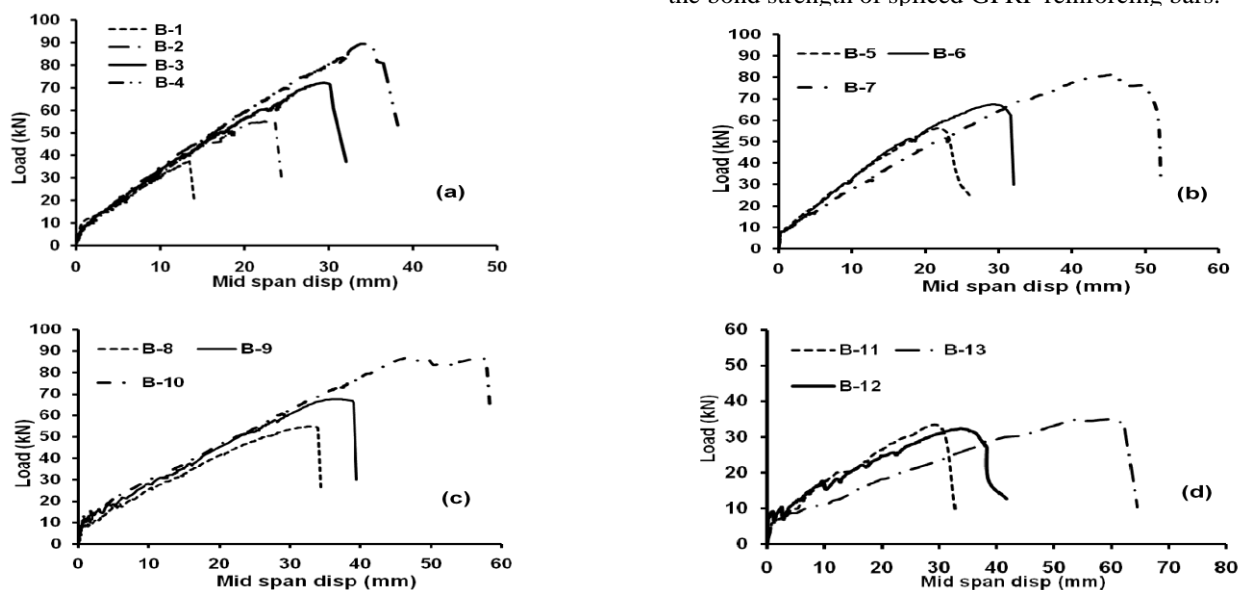 the bond strength of spliced GFRP reinforcing bars.
100
90
80
70
60
50
40
30
20
10
0
Load (kN)
B-1
B-2
B-3
B-4
(a)
0 10 20 30 40 50
Mid span disp (mm)
100
90
80
70
60
50
40
30
20
10
0
Load (kN)
B-5 B-6
B-7
(b)
0 10 20 30 40 50 60
Mid span disp (mm)
100
90
80
70
60
50
40
30
20
10
0
Load (kN)
B-8 B-9
B-10
(c)
0 10 20 30 40 50 60
Mid span disp (mm)
60
50
40
30
20
10
0
Load (kN)
B-11 B-13
B-12
(d)
0 10 20 30 40 50 60 70 80
Mid span disp (mm)